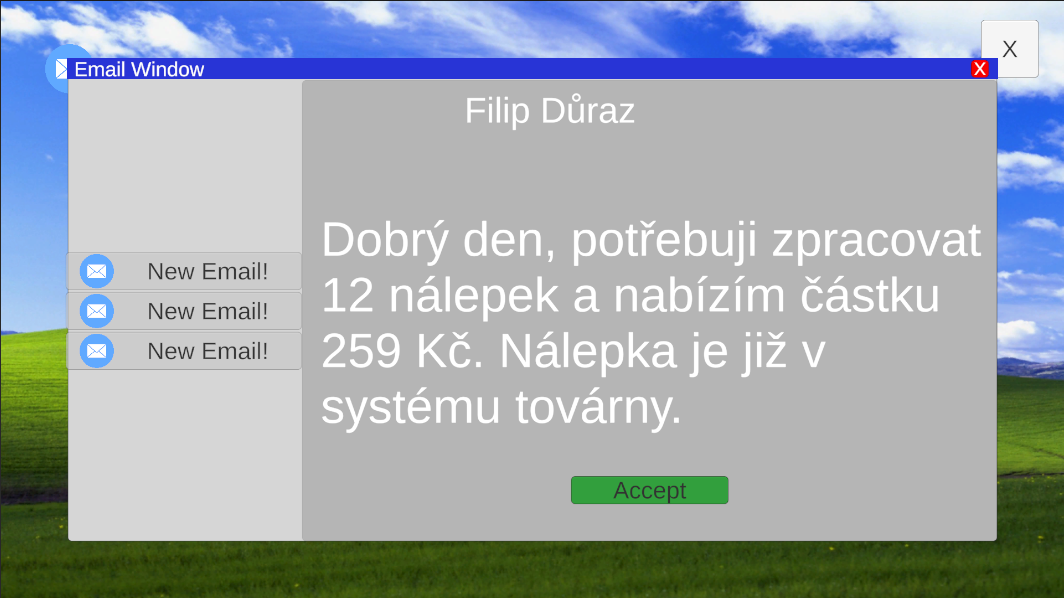 X
Email Window
X
Filip Důraz
New Email!
New Email!
New Email!
Dobrý den, potřebuji zpracovat
12 nálepek a nabízím částku
259 Kč. Nálepka je již v
systému továrny.
Accept